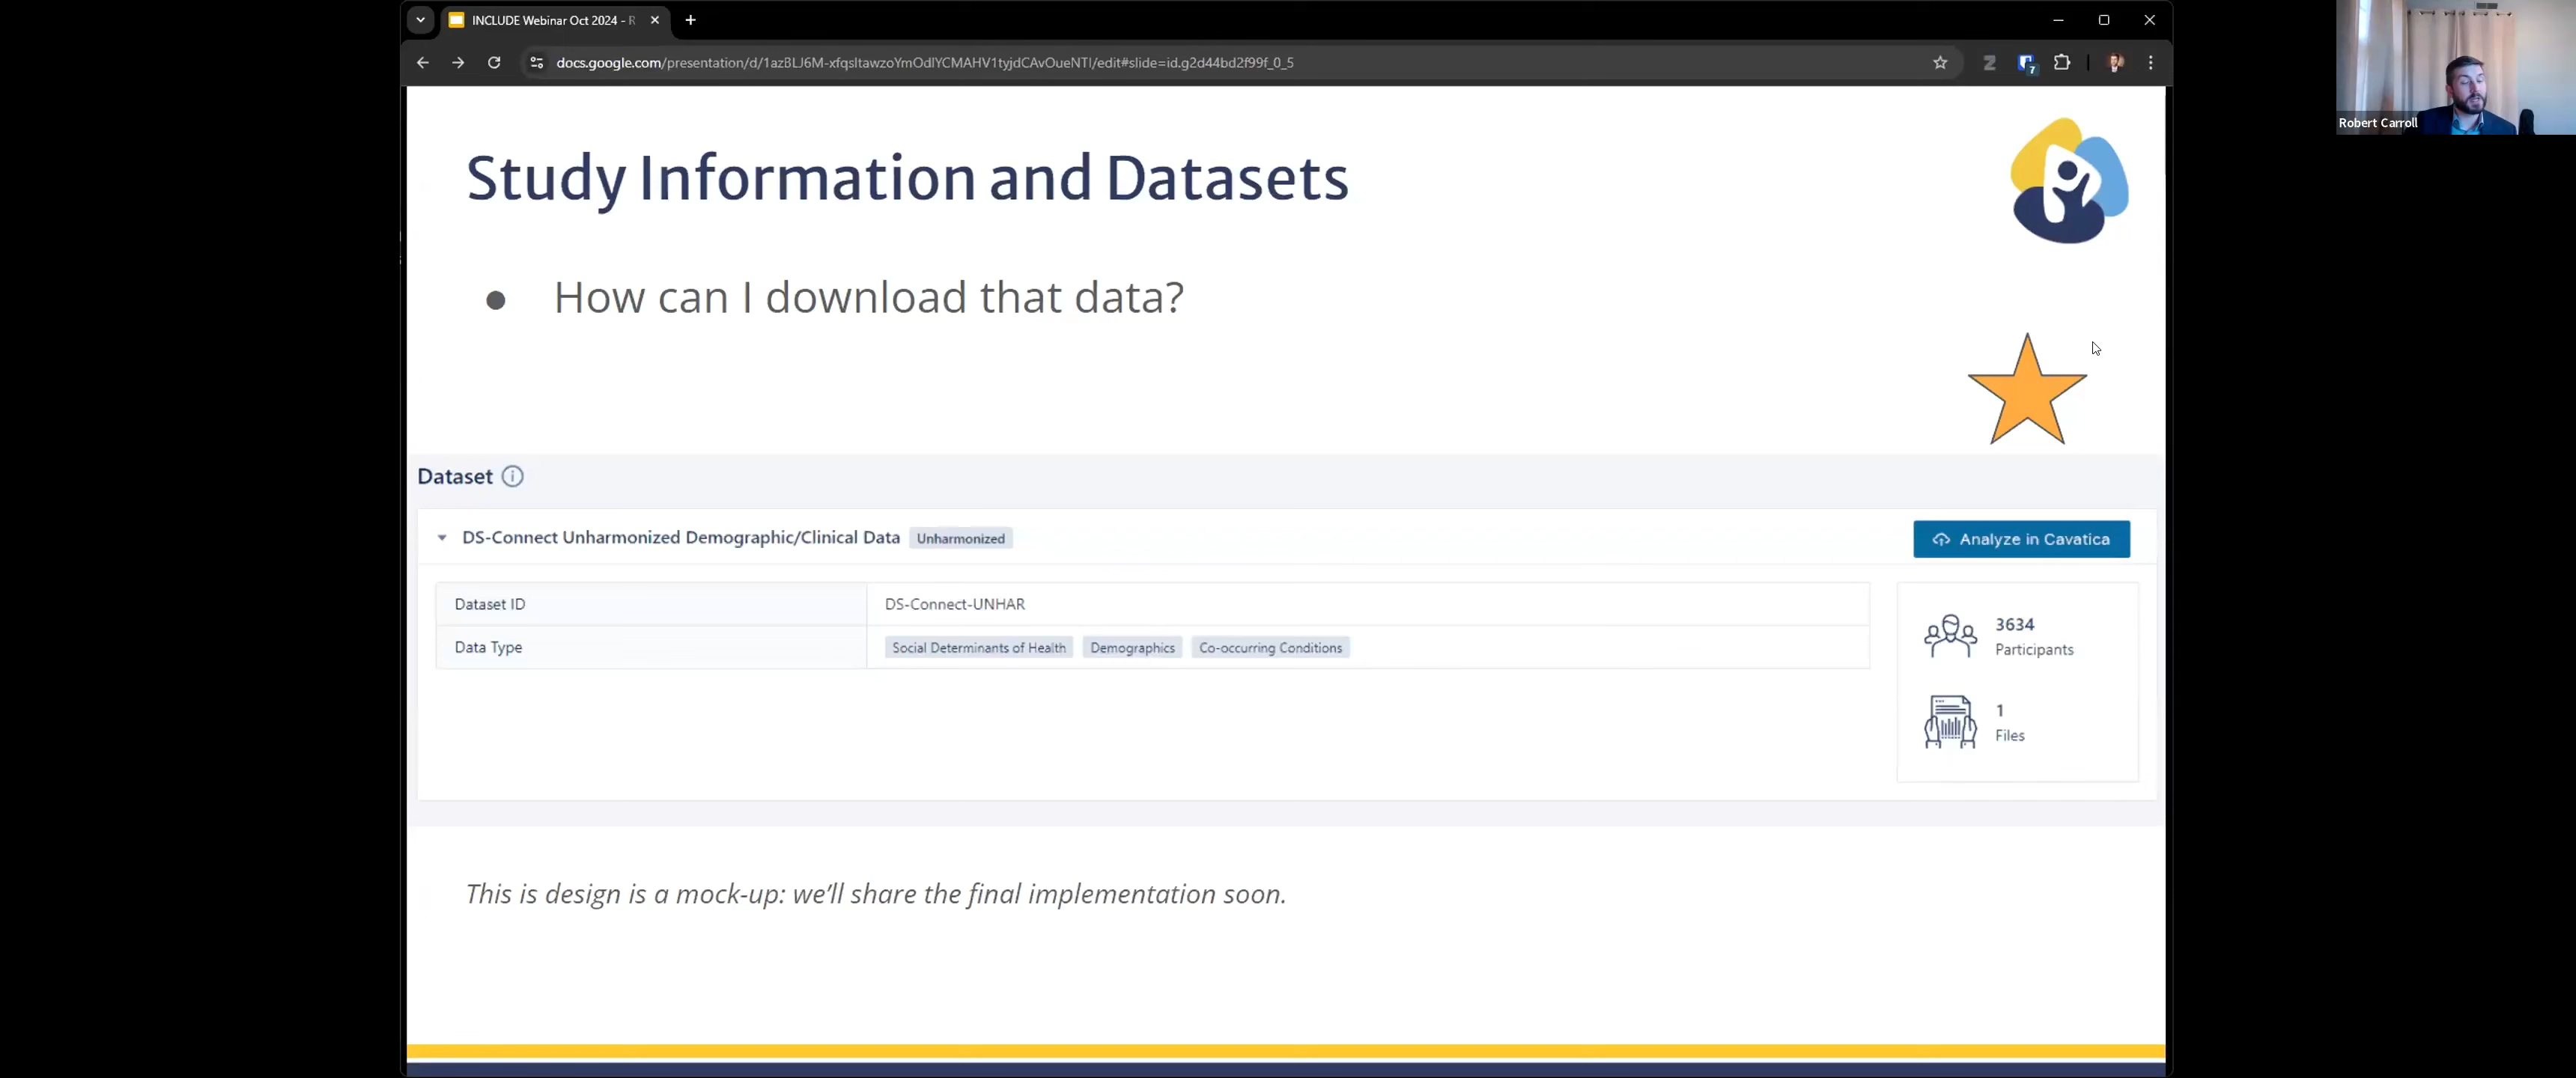 INCLUDE Webinar Oct 2024 - R
docs.google.com/presentation/d/1azBLJ6M-xfqsItawzoYmOdlYCMAHV1tyjdCAvOueNTI/edit#slide=id.g2d44bd2f99f_0_5
7
Robert Carroll
Study Information and Datasets
How can I download that data?
Dataset
DS-Connect Unharmonized Demographic/Clinical Data Unharmonized
Analyze in Cavatica
Dataset ID DS-Connect-UNHAR
Data Type Social Determinants of Health Demographics Co-occurring Conditions
3634
Participants
1
Files
This is design is a mock-up: we'll share the final implementation soon.